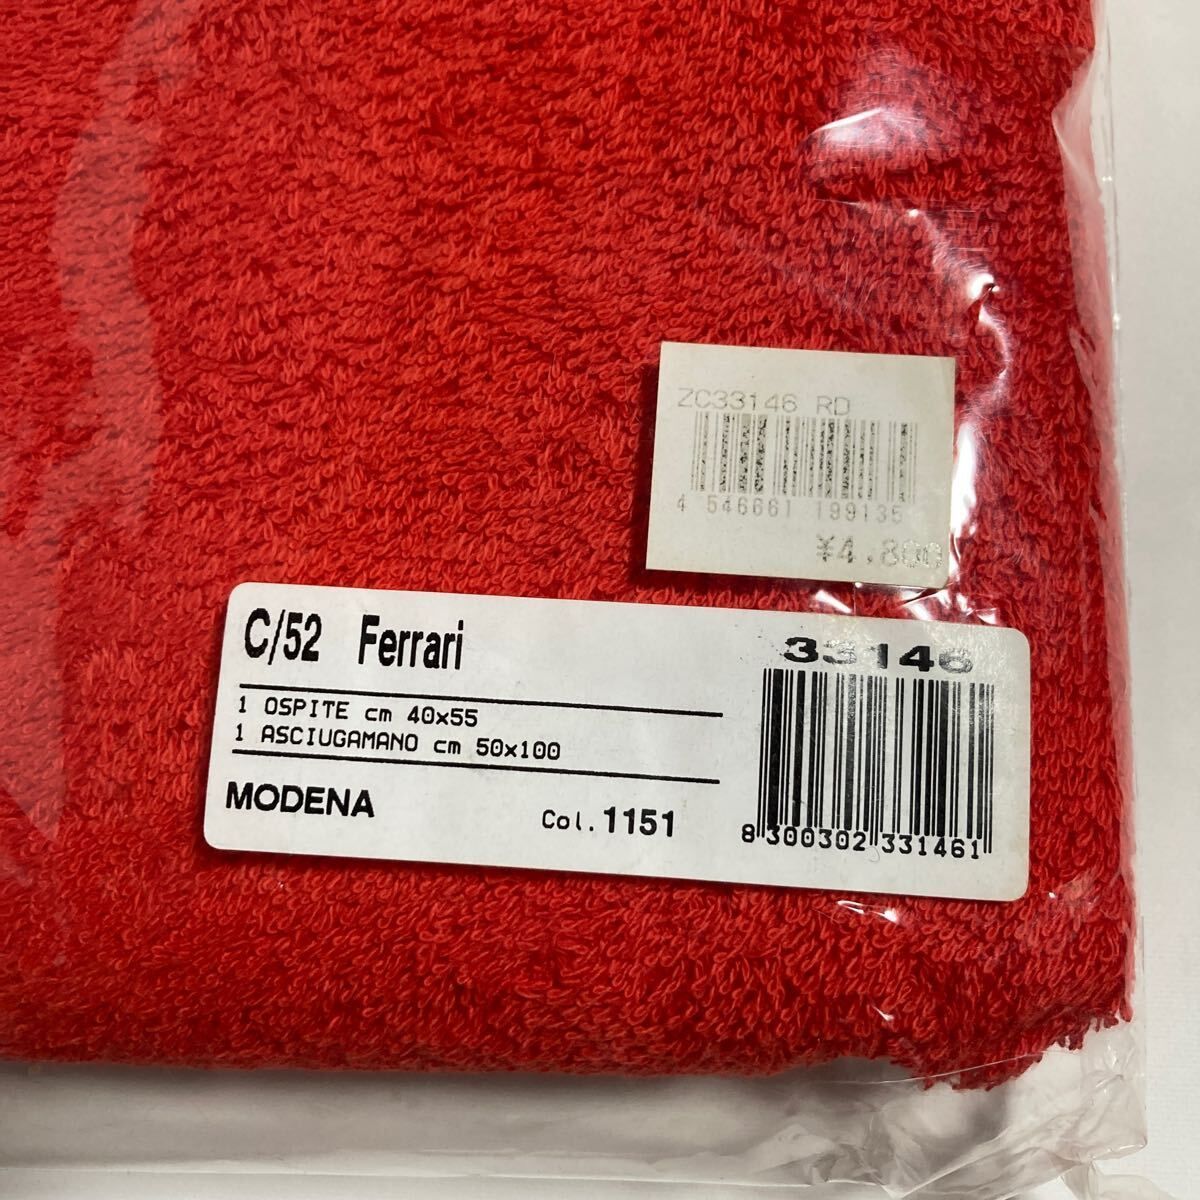 ZC33146 RD
4 546661 199135
¥4,800
C/52 Ferrari
33146
1 OSPITE cm 40x55
1 ASCIUGAMANO cm 50x100
MODENA
Col. 1151
8 300302 331461